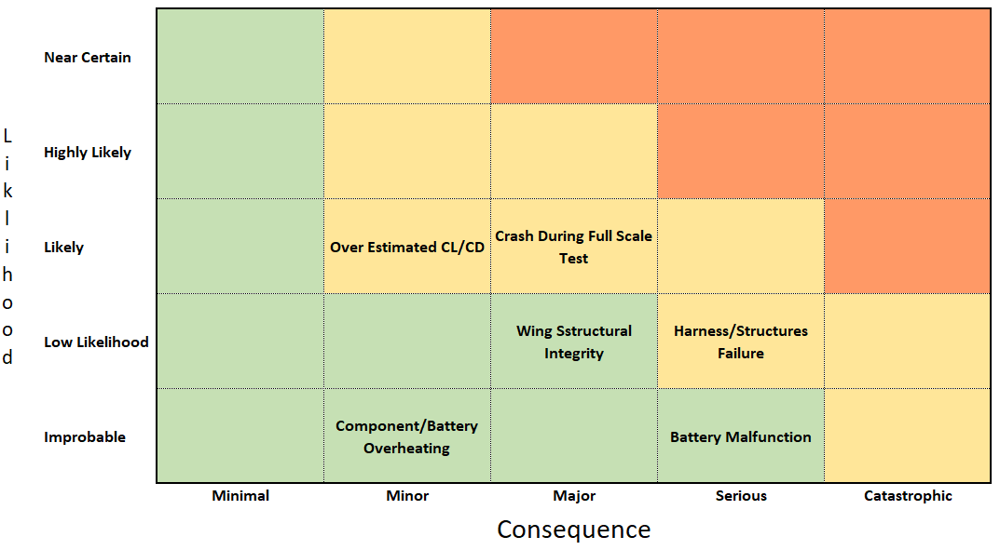 Near Certain
Highly Likely
Likely
Over Estimated CL/CD
Crash During Full Scale
Test
Low Likelihood
Wing Sstructural
Integrity
Harness/Structures
Failure
Improbable
Component/Battery
Overheating
Battery Malfunction
Minimal
Minor
Major
Serious
Catastrophic
Consequence
Liklihood